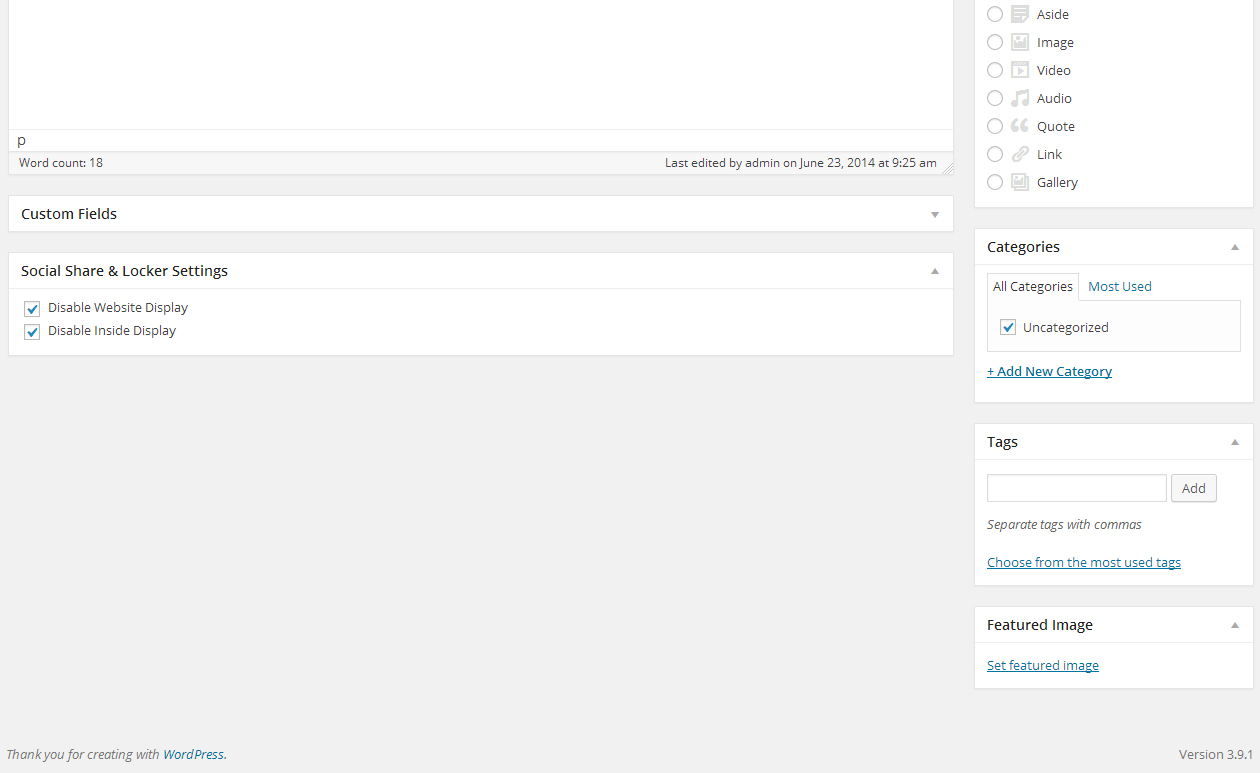 p
Word count: 18
Last edited by admin on June 23, 2014 at 9:25 am
Custom Fields
Social Share & Locker Settings
Disable Website Display
Disable Inside Display
Aside
Image
Video
Audio
Quote
Link
Gallery
Categories
All Categories
Most Used
Uncategorized
+ Add New Category
Tags
Add
Separate tags with commas
Choose from the most used tags
Featured Image
Set featured image
Thank you for creating with WordPress.
Version 3.9.1